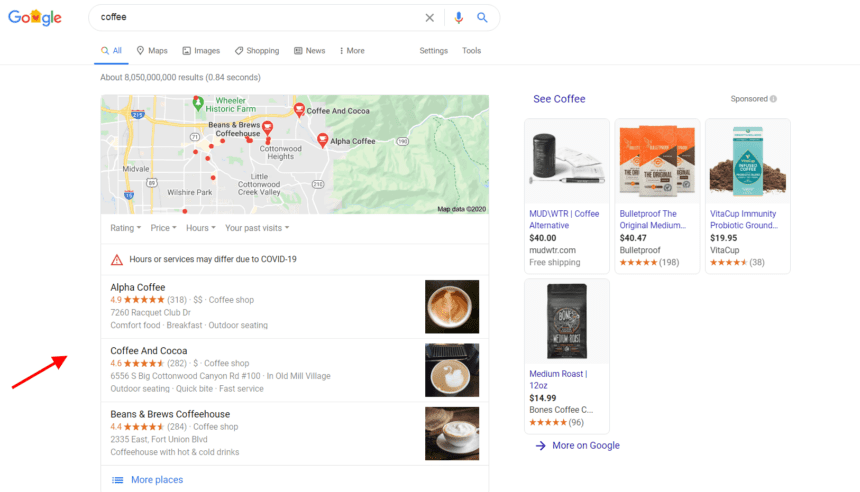 Google
coffee
All Maps Images Shopping News More Settings Tools
About 8,050,000,000 results (0.84 seconds)
Wheeler
Historic Farm
Coffee And Cocoa
215
Beans & Brews
Coffeehouse
71
Alpha Coffee
190
Cottonwood
Heights
Midvale
Little
Cottonwood
Creek Valley
89
210
Wilshire Park
15
Map data ©2020
Rating Price Hours Your past visits
Hours or services may differ due to COVID-19
Alpha Coffee
4.9 ★★★★★ (318) · $$ · Coffee shop
7260 Racquet Club Dr
Comfort food · Breakfast · Outdoor seating
Coffee And Cocoa
4.6 ★★★★★ (282) · $ · Coffee shop
6556 S Big Cottonwood Canyon Rd #100 · In Old Mill Village
Outdoor seating · Quick bite · Fast service
Beans & Brews Coffeehouse
4.4 ★★★★★ (284) · Coffee shop
2335 East, Fort Union Blvd
Coffeehouse with hot & cold drinks
More places
See Coffee Sponsored
MUD\WTR | Coffee
Alternative
$40.00
mudwtr.com
Free shipping
THE ORIGINAL
Bulletproof The
Original Medium...
$40.47
Bulletproof
★★★★★ (198)
INFUSED
COFFEE
VitaCup Immunity
Probiotic Ground...
$19.95
VitaCup
★★★★★ (38)
BONES
MEDIUM ROAST
Medium Roast |
12oz
$14.99
Bones Coffee C...
★★★★★ (96)
More on Google